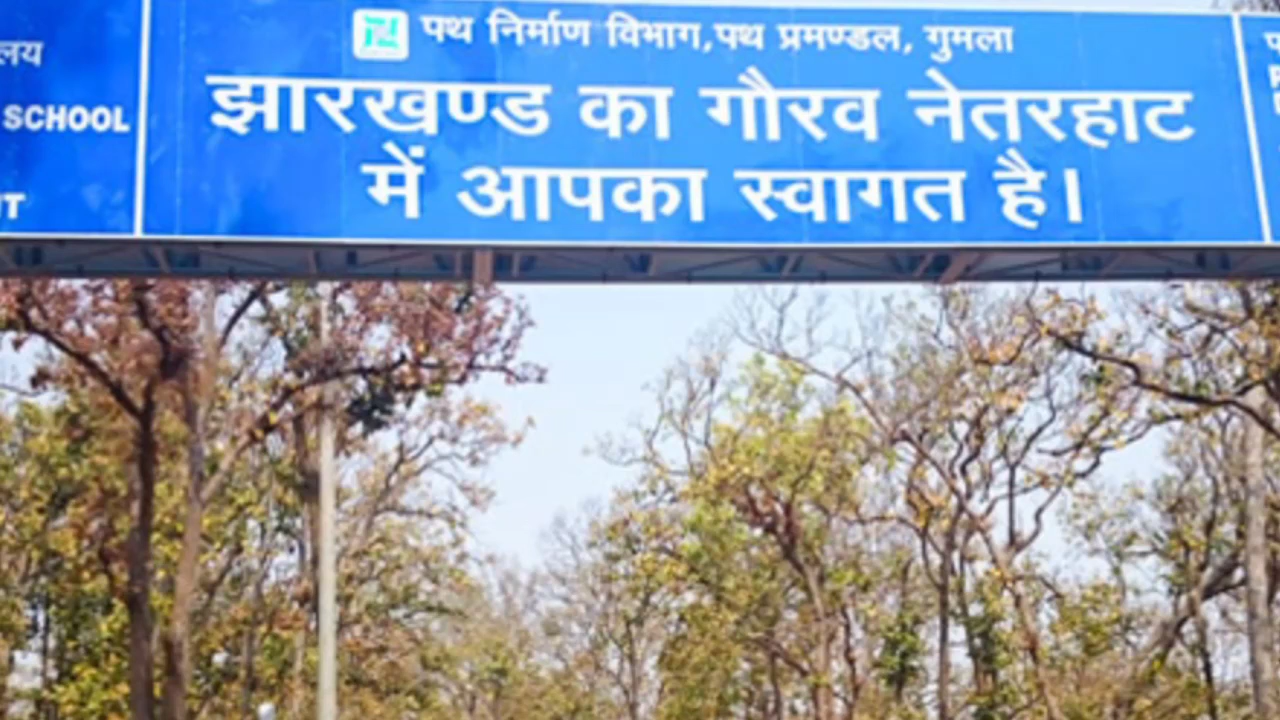 पथ निर्माण विभाग,पथ प्रमण्डल, गुमला
झारखण्ड का गौरव नेतरहाट
में आपका स्वागत है।
SCHOOL